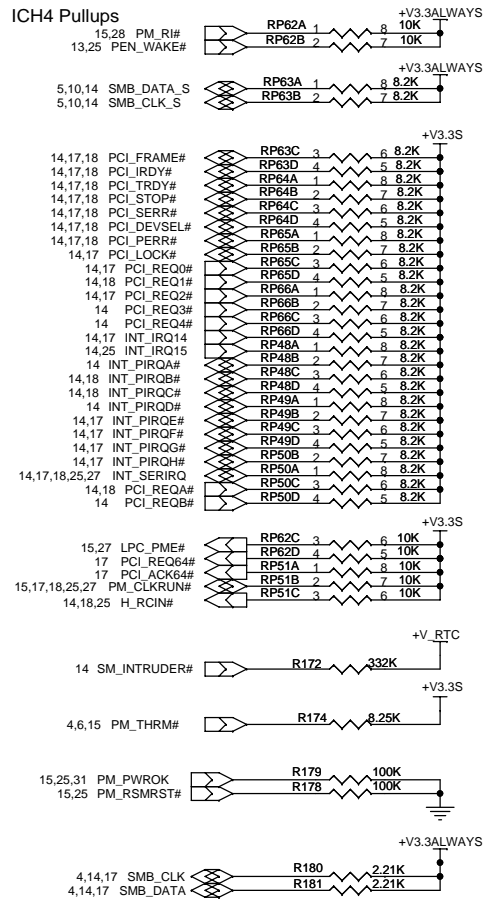 ICH4 Pullups
+V3.3ALWAYS
15,28 PM_RI# RP62A 1 8 10K
13,25 PEN_WAKE# RP62B 2 7 10K
+V3.3ALWAYS
5,10,14 SMB_DATA_S RP63A 1 8 8.2K
5,10,14 SMB_CLK_S RP63B 2 7 8.2K
+V3.3S
14,17,18 PCI_FRAME# RP63C 3 6 8.2K
14,17,18 PCI_IRDY# RP63D 4 5 8.2K
14,17,18 PCI_TRDY# RP64A 1 8 8.2K
14,17,18 PCI_STOP# RP64B 2 7 8.2K
14,17,18 PCI_SERR# RP64C 3 6 8.2K
14,17,18 PCI_DEVSEL# RP64D 4 5 8.2K
14,17,18 PCI_PERR# RP65A 1 8 8.2K
14,17 PCI_LOCK# RP65B 2 7 8.2K
14,17 PCI_REQ0# RP65C 3 6 8.2K
14,18 PCI_REQ1# RP65D 4 5 8.2K
14,17 PCI_REQ2# RP66A 1 8 8.2K
14 PCI_REQ3# RP66B 2 7 8.2K
14 PCI_REQ4# RP66C 3 6 8.2K
14,17 INT_IRQ14 RP66D 4 5 8.2K
14,25 INT_IRQ15 RP48A 1 8 8.2K
14 INT_PIRQA# RP48B 2 7 8.2K
14,18 INT_PIRQB# RP48C 3 6 8.2K
14,18 INT_PIRQC# RP48D 4 5 8.2K
14 INT_PIRQD# RP49A 1 8 8.2K
14,17 INT_PIRQE# RP49B 2 7 8.2K
14,17 INT_PIRQF# RP49C 3 6 8.2K
14,17 INT_PIRQG# RP49D 4 5 8.2K
14,17 INT_PIRQH# RP50B 2 7 8.2K
14,17,18,25,27 INT_SERIRQ RP50A 1 8 8.2K
14,18 PCI_REQA# RP50C 3 6 8.2K
14 PCI_REQB# RP50D 4 5 8.2K
+V3.3S
15,27 LPC_PME# RP62C 3 6 10K
17 PCI_REQ64# RP62D 4 5 10K
17 PCI_ACK64# RP51A 1 8 10K
15,17,18,25,27 PM_CLKRUN# RP51B 2 7 10K
14,18,25 H_RCIN# RP51C 3 6 10K
+V_RTC
14 SM_INTRUDER# R172 332K
+V3.3S
4,6,15 PM_THRM# R174 8.25K
15,25,31 PM_PWROK R179 100K
15,25 PM_RSMRST# R178 100K
+V3.3ALWAYS
4,14,17 SMB_CLK R180 2.21K
4,14,17 SMB_DATA R181 2.21K